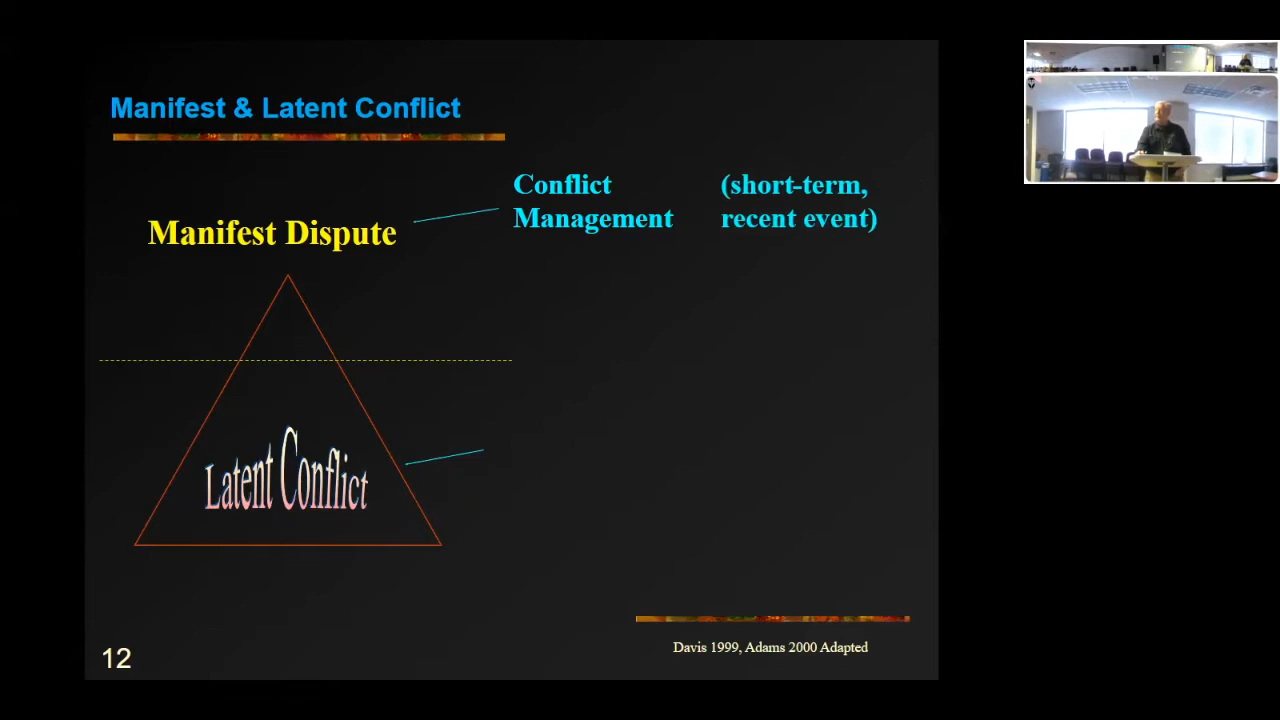 Manifest & Latent Conflict
Manifest Dispute
Conflict
Management
(short-term,
recent event)
Latent Conflict
Davis 1999, Adams 2000 Adapted
12